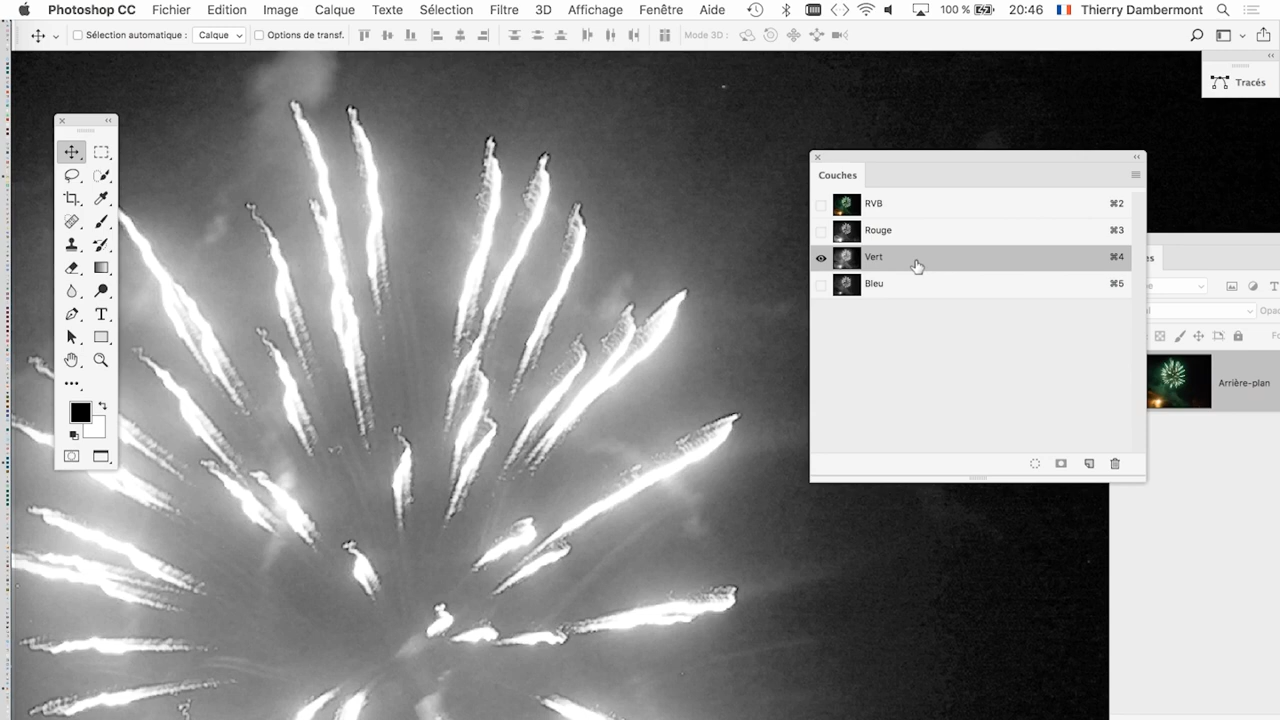 Photoshop CC Fichier Edition Image Calque Texte Sélection Filtre 3D Affichage Fenêtre Aide 100 % 20:46 Thierry Dambermont
Sélection automatique : Calque Options de transf. Mode 3D :
Tracés
Couches
RVB ⌘2
Rouge ⌘3
Vert ⌘4
Bleu ⌘5
Opac
Arrière-plan